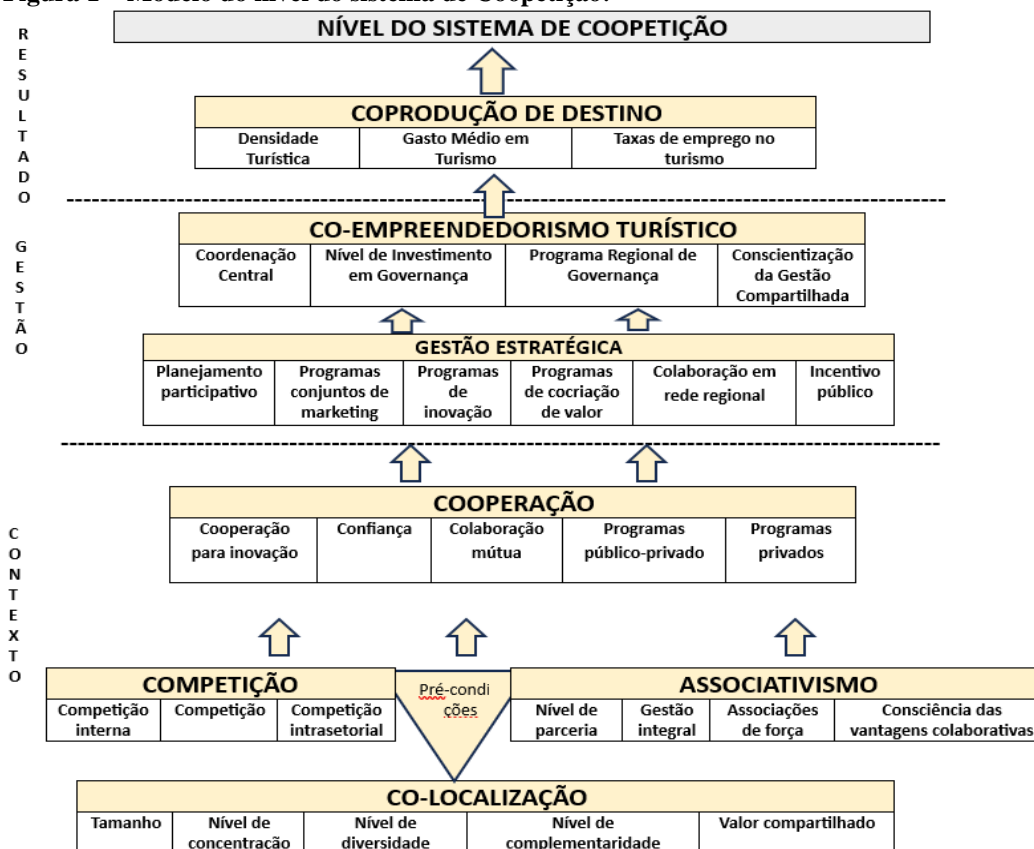 Figura 1 – Modelo do nível do sistema de Coopetição.
RESULTADO
NÍVEL DO SISTEMA DE COOPETIÇÃO
COPRODUÇÃO DE DESTINO
Densidade Turística
Gasto Médio em Turismo
Taxas de emprego no turismo
GESTÃO
CO-EMPREENDEDORISMO TURÍSTICO
Coordenação Central
Nível de Investimento em Governança
Programa Regional de Governança
Conscientização da Gestão Compartilhada
GESTÃO ESTRATÉGICA
Planejamento participativo
Programas conjuntos de marketing
Programas de inovação
Programas de cocriação de valor
Colaboração em rede regional
Incentivo público
CONTEXTO
COOPERAÇÃO
Cooperação para inovação
Confiança
Colaboração mútua
Programas público-privado
Programas privados
COMPETIÇÃO
Competição interna
Competição
Competição intrasetorial
Pré-condi
ções
ASSOCIATIVISMO
Nível de parceria
Gestão integral
Associações de força
Consciência das vantagens colaborativas
CO-LOCALIZAÇÃO
Tamanho
Nível de concentração
Nível de diversidade
Nível de complementaridade
Valor compartilhado